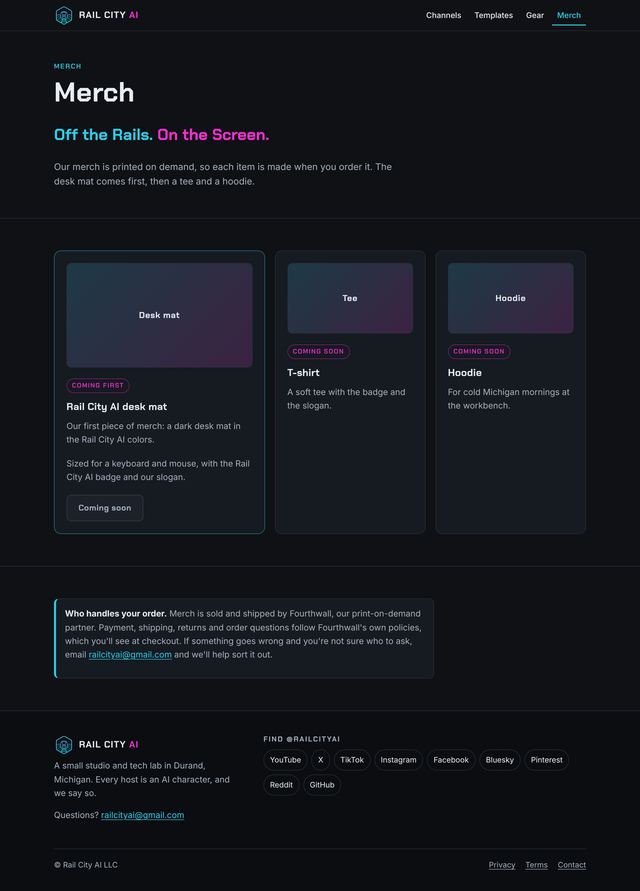 RAIL CITY AI
Channels Templates Gear Merch
MERCH
Merch
Off the Rails. On the Screen.
Our merch is printed on demand, so each item is made when you order it. The
desk mat comes first, then a tee and a hoodie.
Desk mat
COMING FIRST
Rail City AI desk mat
Our first piece of merch: a dark desk mat in
the Rail City AI colors.
Sized for a keyboard and mouse, with the Rail
City AI badge and our slogan.
Coming soon
Tee
COMING SOON
T-shirt
A soft tee with the badge and
the slogan.
Hoodie
COMING SOON
Hoodie
For cold Michigan mornings at
the workbench.
Who handles your order. Merch is sold and shipped by Fourthwall, our print-on-demand
partner. Payment, shipping, returns and order questions follow Fourthwall's own policies,
which you'll see at checkout. If something goes wrong and you're not sure who to ask,
email railcityai@gmail.com and we'll help sort it out.
RAIL CITY AI
A small studio and tech lab in Durand,
Michigan. Every host is an AI character, and
we say so.
Questions? railcityai@gmail.com
FIND @RAILCITYAI
YouTube X TikTok Instagram Facebook Bluesky Pinterest
Reddit GitHub
© Rail City AI LLC
Privacy Terms Contact